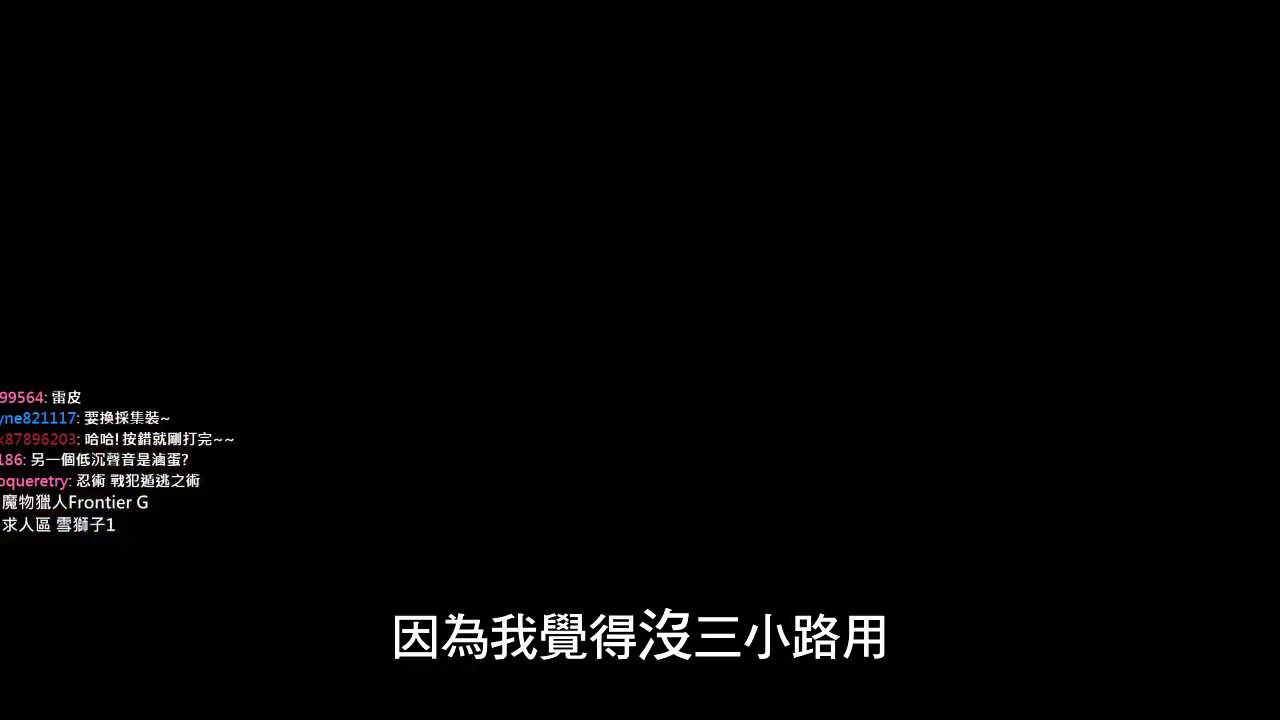 99564: 雷皮
yne821117: 要換採集裝~
k87896203: 哈哈! 按錯就剛打完~~
186: 另一個低沉聲音是滷蛋?
oqueretry: 忍術 戰犯遁逃之術
魔物獵人Frontier G
求人區 雪獅子1
因為我覺得沒三小路用